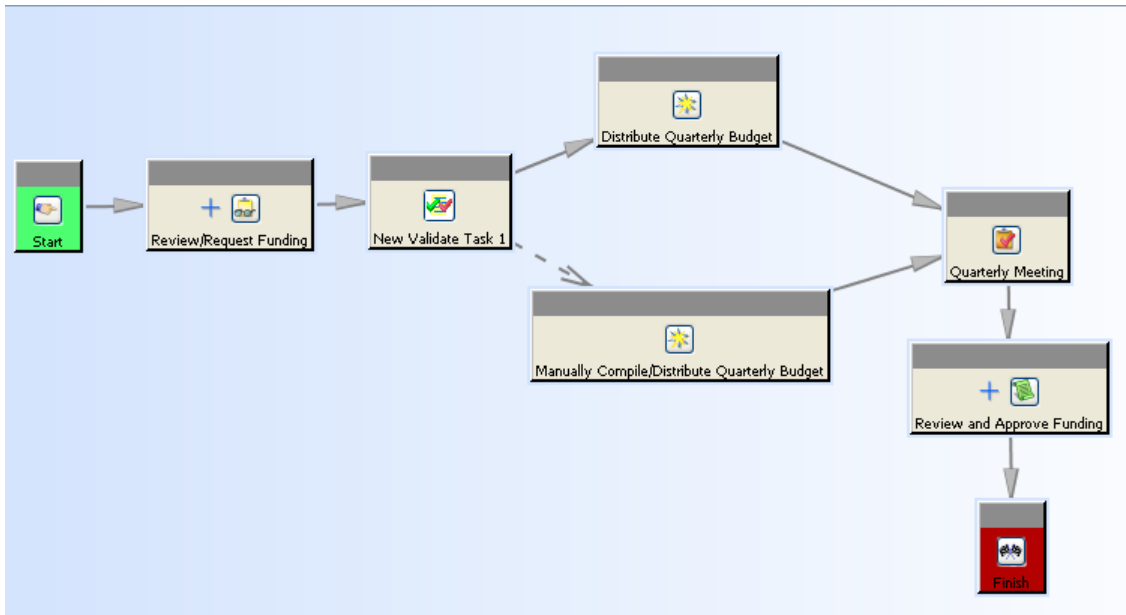 Start
Review/Request Funding
New Validate Task 1
Distribute Quarterly Budget
Manually Compile/Distribute Quarterly Budget
Quarterly Meeting
Review and Approve Funding
Finish